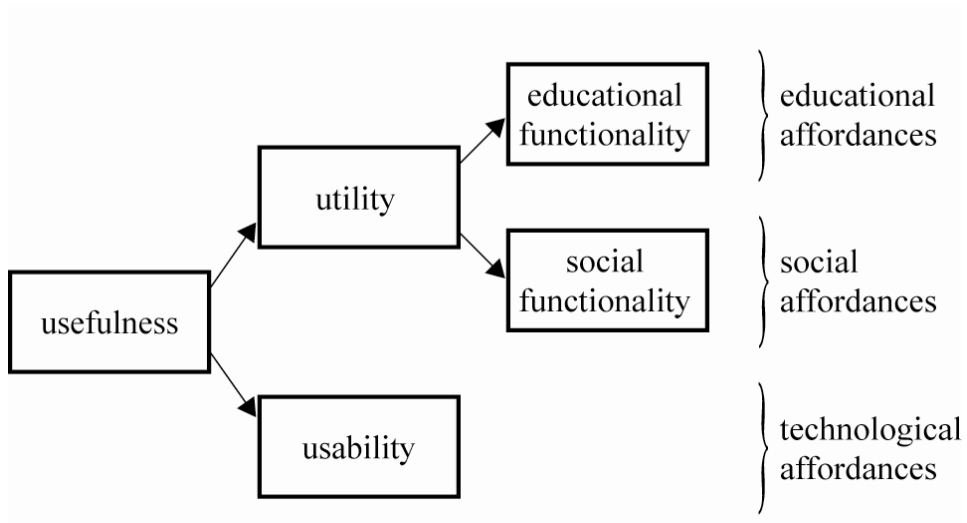 educational
functionality
educational
affordances
utility
social
functionality
social
affordances
usefulness
usability
technological
affordances